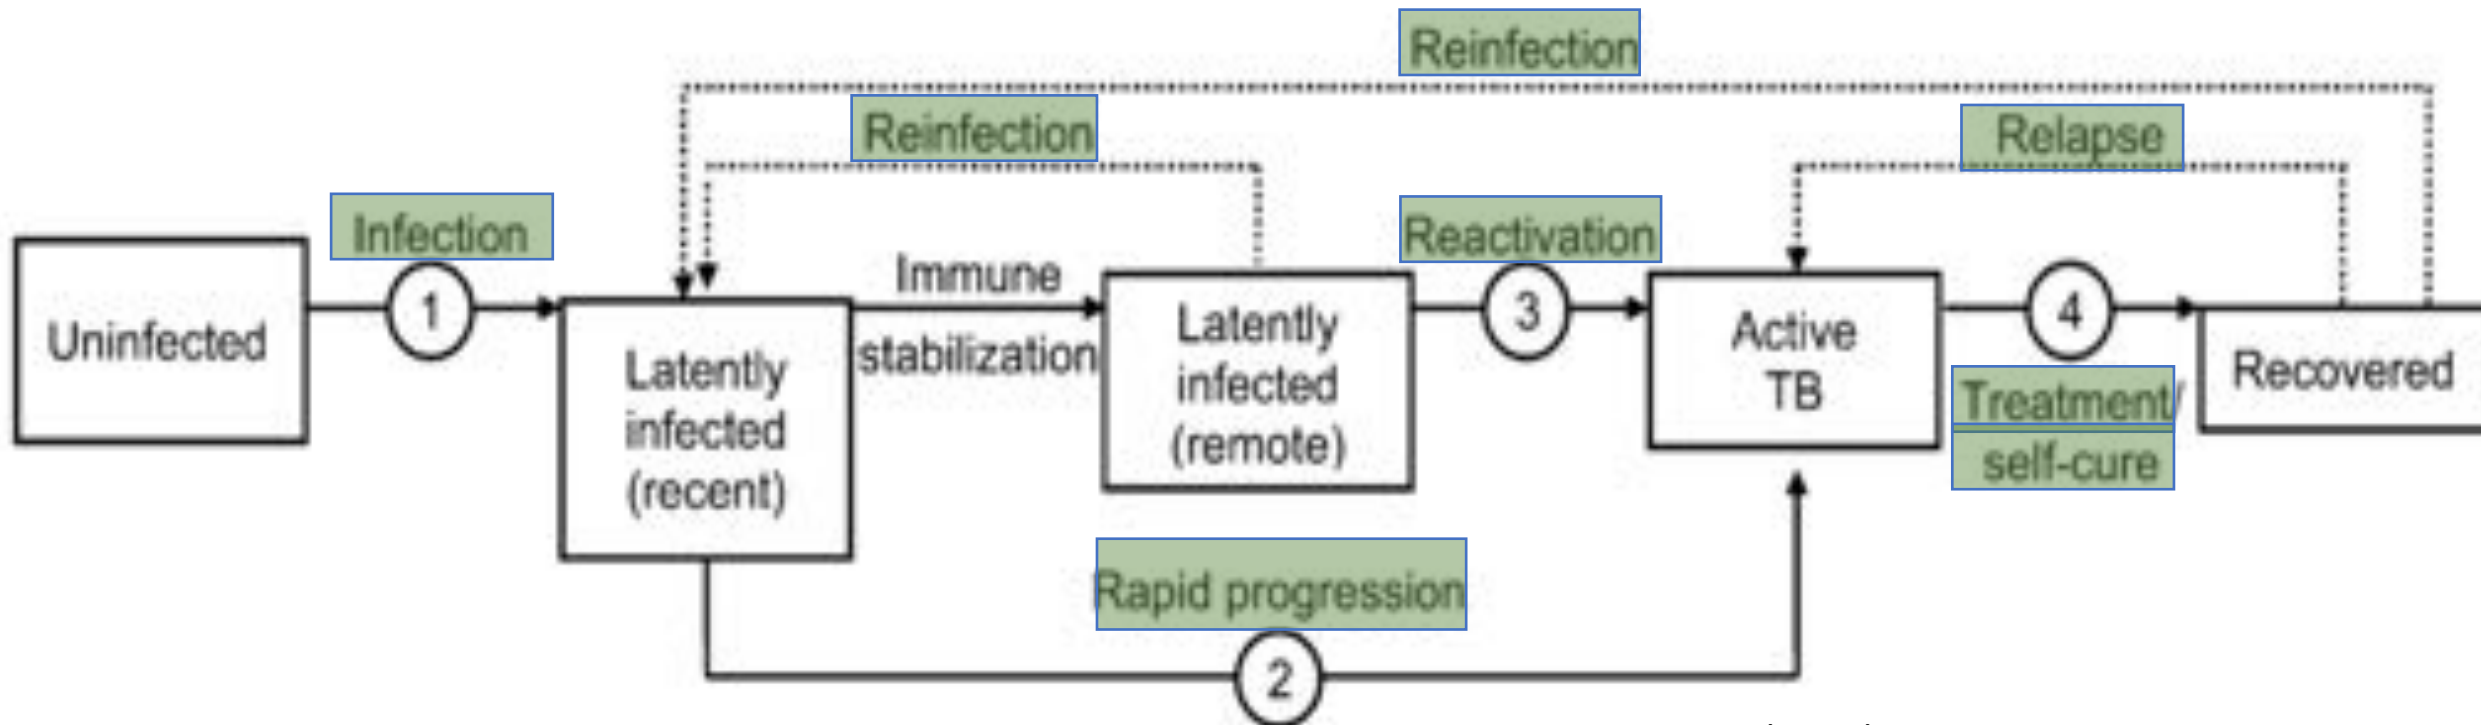 Reinfection
Reinfection
Relapse
Infection
Reactivation
Immune
stabilization
1
3
4
Uninfected
Latently
infected
(recent)
Latently
infected
(remote)
Active
TB
Recovered
Treatment/
self-cure
Rapid progression
2